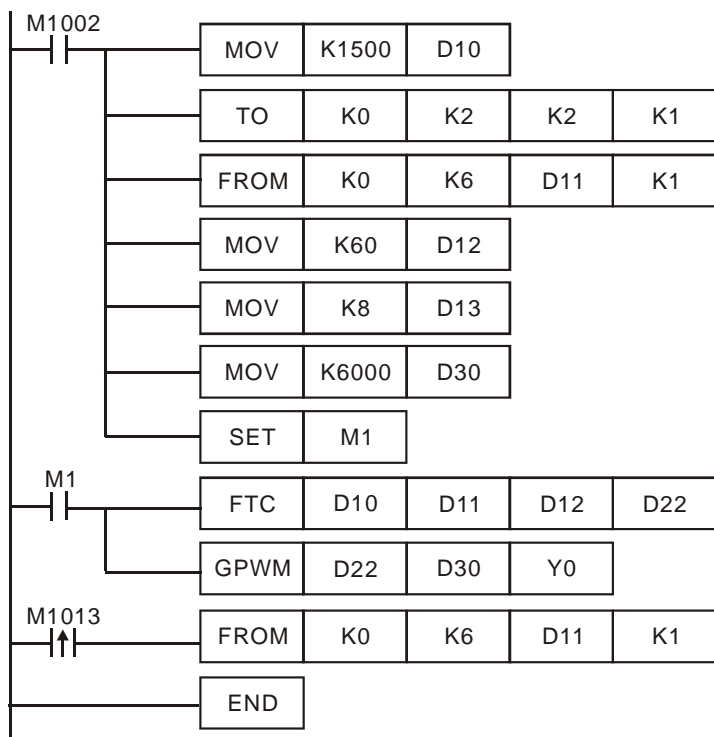 M1002
MOV K1500 D10
TO K0 K2 K2 K1
FROM K0 K6 D11 K1
MOV K60 D12
MOV K8 D13
MOV K6000 D30
SET M1
M1
FTC D10 D11 D12 D22
GPWM D22 D30 Y0
M1013
FROM K0 K6 D11 K1
END